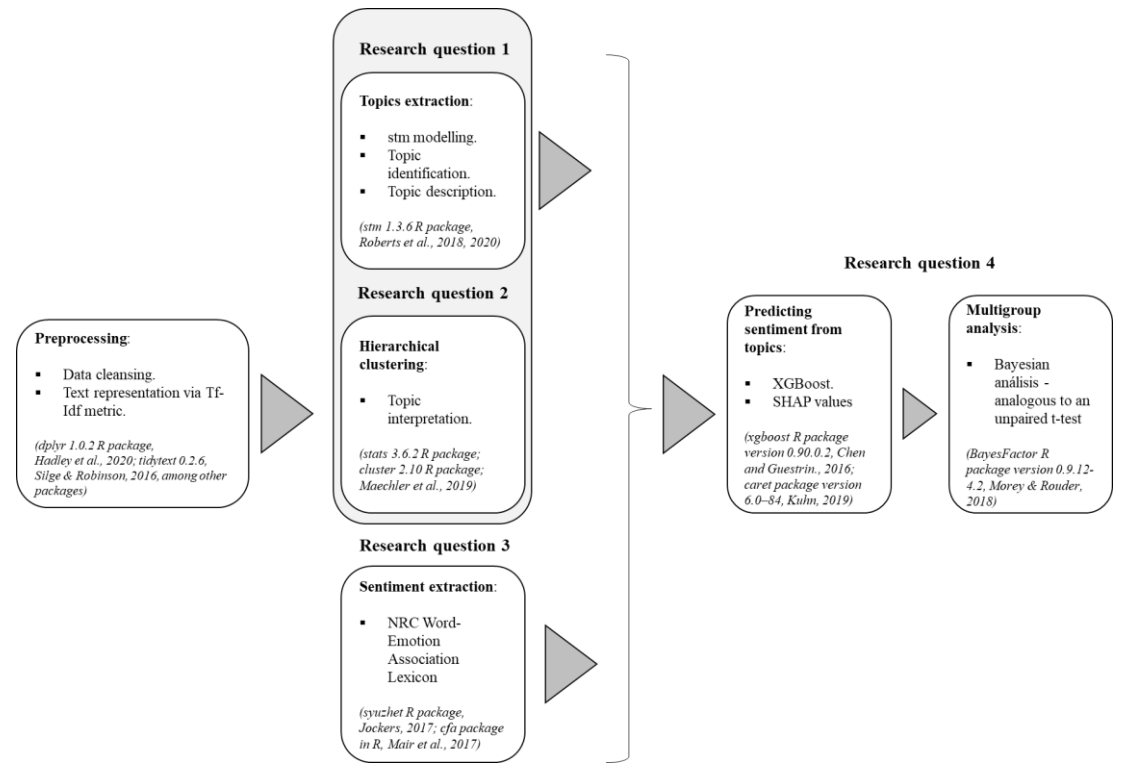 Preprocessing:
▪ Data cleansing.
▪ Text representation via Tf-
Idf metric.
(dplyr 1.0.2 R package,
Hadley et al., 2020; tidytext 0.2.6,
Silge & Robinson, 2016, among other
packages)
Research question 1
Topics extraction:
▪ stm modelling.
▪ Topic
identification.
▪ Topic description.
(stm 1.3.6 R package,
Roberts et al., 2018, 2020)
Research question 2
Hierarchical
clustering:
▪ Topic
interpretation.
(stats 3.6.2 R package;
cluster 2.10 R package;
Maechler et al., 2019)
Research question 3
Sentiment extraction:
▪ NRC Word-
Emotion
Association
Lexicon
(syuzhet R package,
Jockers, 2017; cfa package
in R, Mair et al., 2017)
Research question 4
Predicting
sentiment from
topics:
▪ XGBoost.
▪ SHAP values
(xgboost R package
version 0.90.0.2, Chen
and Guestrin., 2016;
caret package version
6.0–84, Kuhn, 2019)
Multigroup
analysis:
▪ Bayesian
análisis -
analogous to an
unpaired t-test
(BayesFactor R
package version 0.9.12-
4.2, Morey & Rouder,
2018)